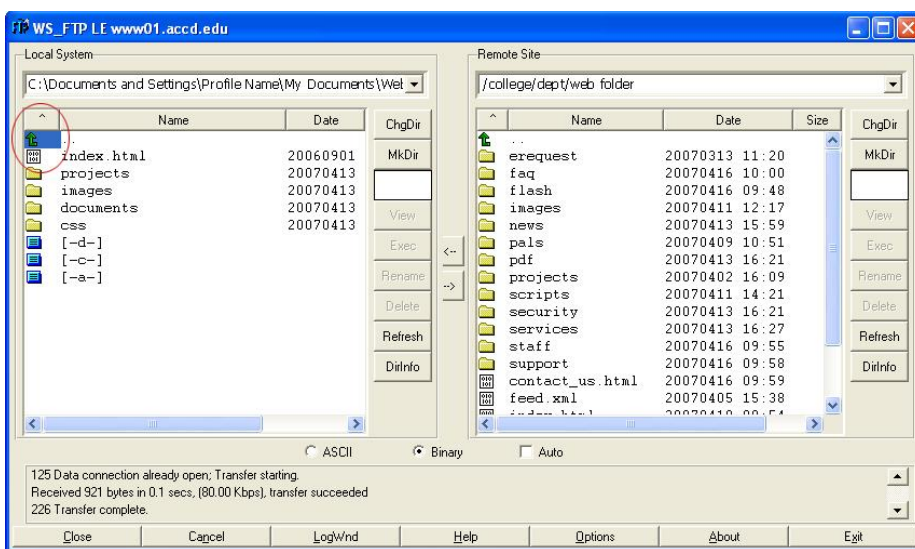 WS_FTP LE www01.accd.edu
Local System
C:\Documents and Settings\Profile Name\My Documents\Wet
^ Name Date
..
index.html 20060901
projects 20070413
images 20070413
documents 20070413
css 20070413
[-d-]
[-c-]
[-a-]
ChgDir
MkDir
View
Exec
Rename
Delete
Refresh
DirInfo
<--
-->
Remote Site
/college/dept/web folder
^ Name Date Size
..
erequest 20070313 11:20
faq 20070416 10:00
flash 20070416 09:48
images 20070411 12:17
news 20070413 15:59
pals 20070409 10:51
pdf 20070413 16:21
projects 20070402 16:09
scripts 20070411 14:21
security 20070413 16:21
services 20070413 16:27
staff 20070416 09:55
support 20070416 09:58
contact_us.html 20070416 09:59
feed.xml 20070405 15:38
ChgDir
MkDir
View
Exec
Rename
Delete
Refresh
DirInfo
ASCII Binary Auto
125 Data connection already open; Transfer starting.
Received 921 bytes in 0.1 secs, (80.00 Kbps), transfer succeeded
226 Transfer complete.
Close Cancel LogWnd Help Options About Exit